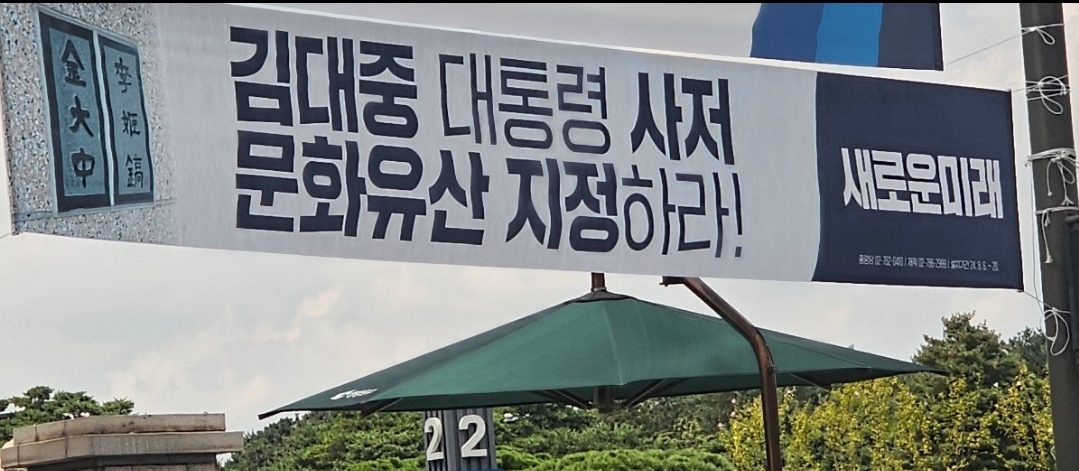 金大中
李姬鎬
김대중 대통령 사저
문화유산 지정하라!
새로운미래
22